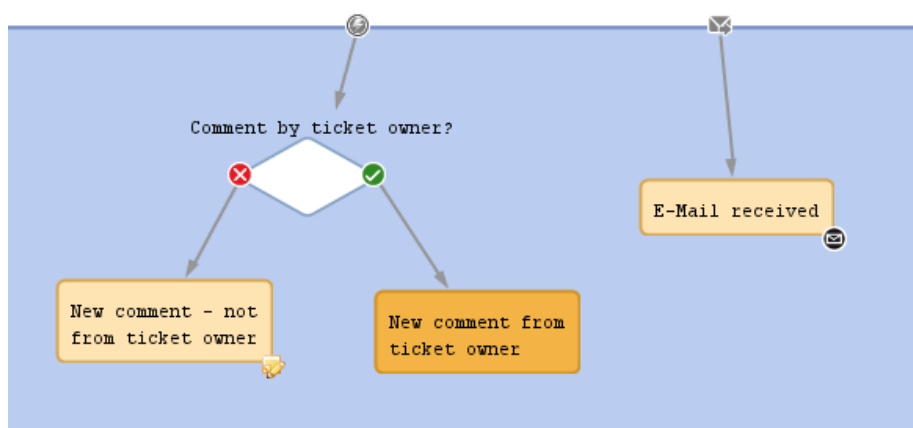 Comment by ticket owner?
E-Mail received
New comment - not
from ticket owner
New comment from
ticket owner